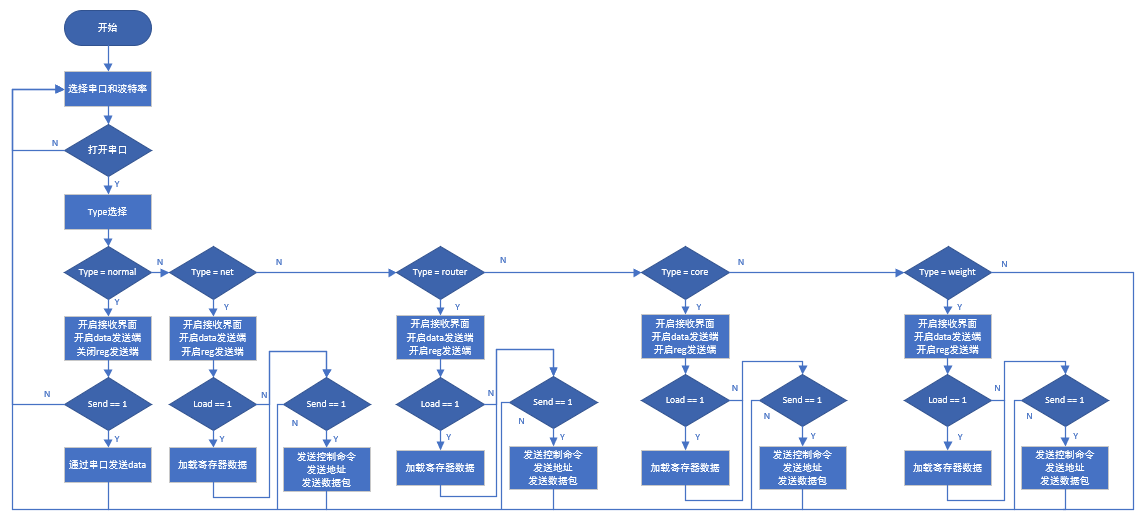 开始
选择串口和波特率
N
打开串口
Y
Type选择
Type = normal
N
Type = net
N
Type = router
N
Type = core
N
Type = weight
N
Y
Y
Y
Y
Y
开启接收界面
开启data发送端
关闭reg发送端
开启接收界面
开启data发送端
开启reg发送端
开启接收界面
开启data发送端
开启reg发送端
开启接收界面
开启data发送端
开启reg发送端
开启接收界面
开启data发送端
开启reg发送端
N
Send == 1
Load == 1
N
Send == 1
N
Load == 1
N
Send == 1
N
Load == 1
N
Send == 1
N
Load == 1
N
Send == 1
N
Y
Y
Y
Y
Y
Y
Y
Y
Y
通过串口发送data
加载寄存器数据
发送控制命令
发送地址
发送数据包
加载寄存器数据
发送控制命令
发送地址
发送数据包
加载寄存器数据
发送控制命令
发送地址
发送数据包
加载寄存器数据
发送控制命令
发送地址
发送数据包